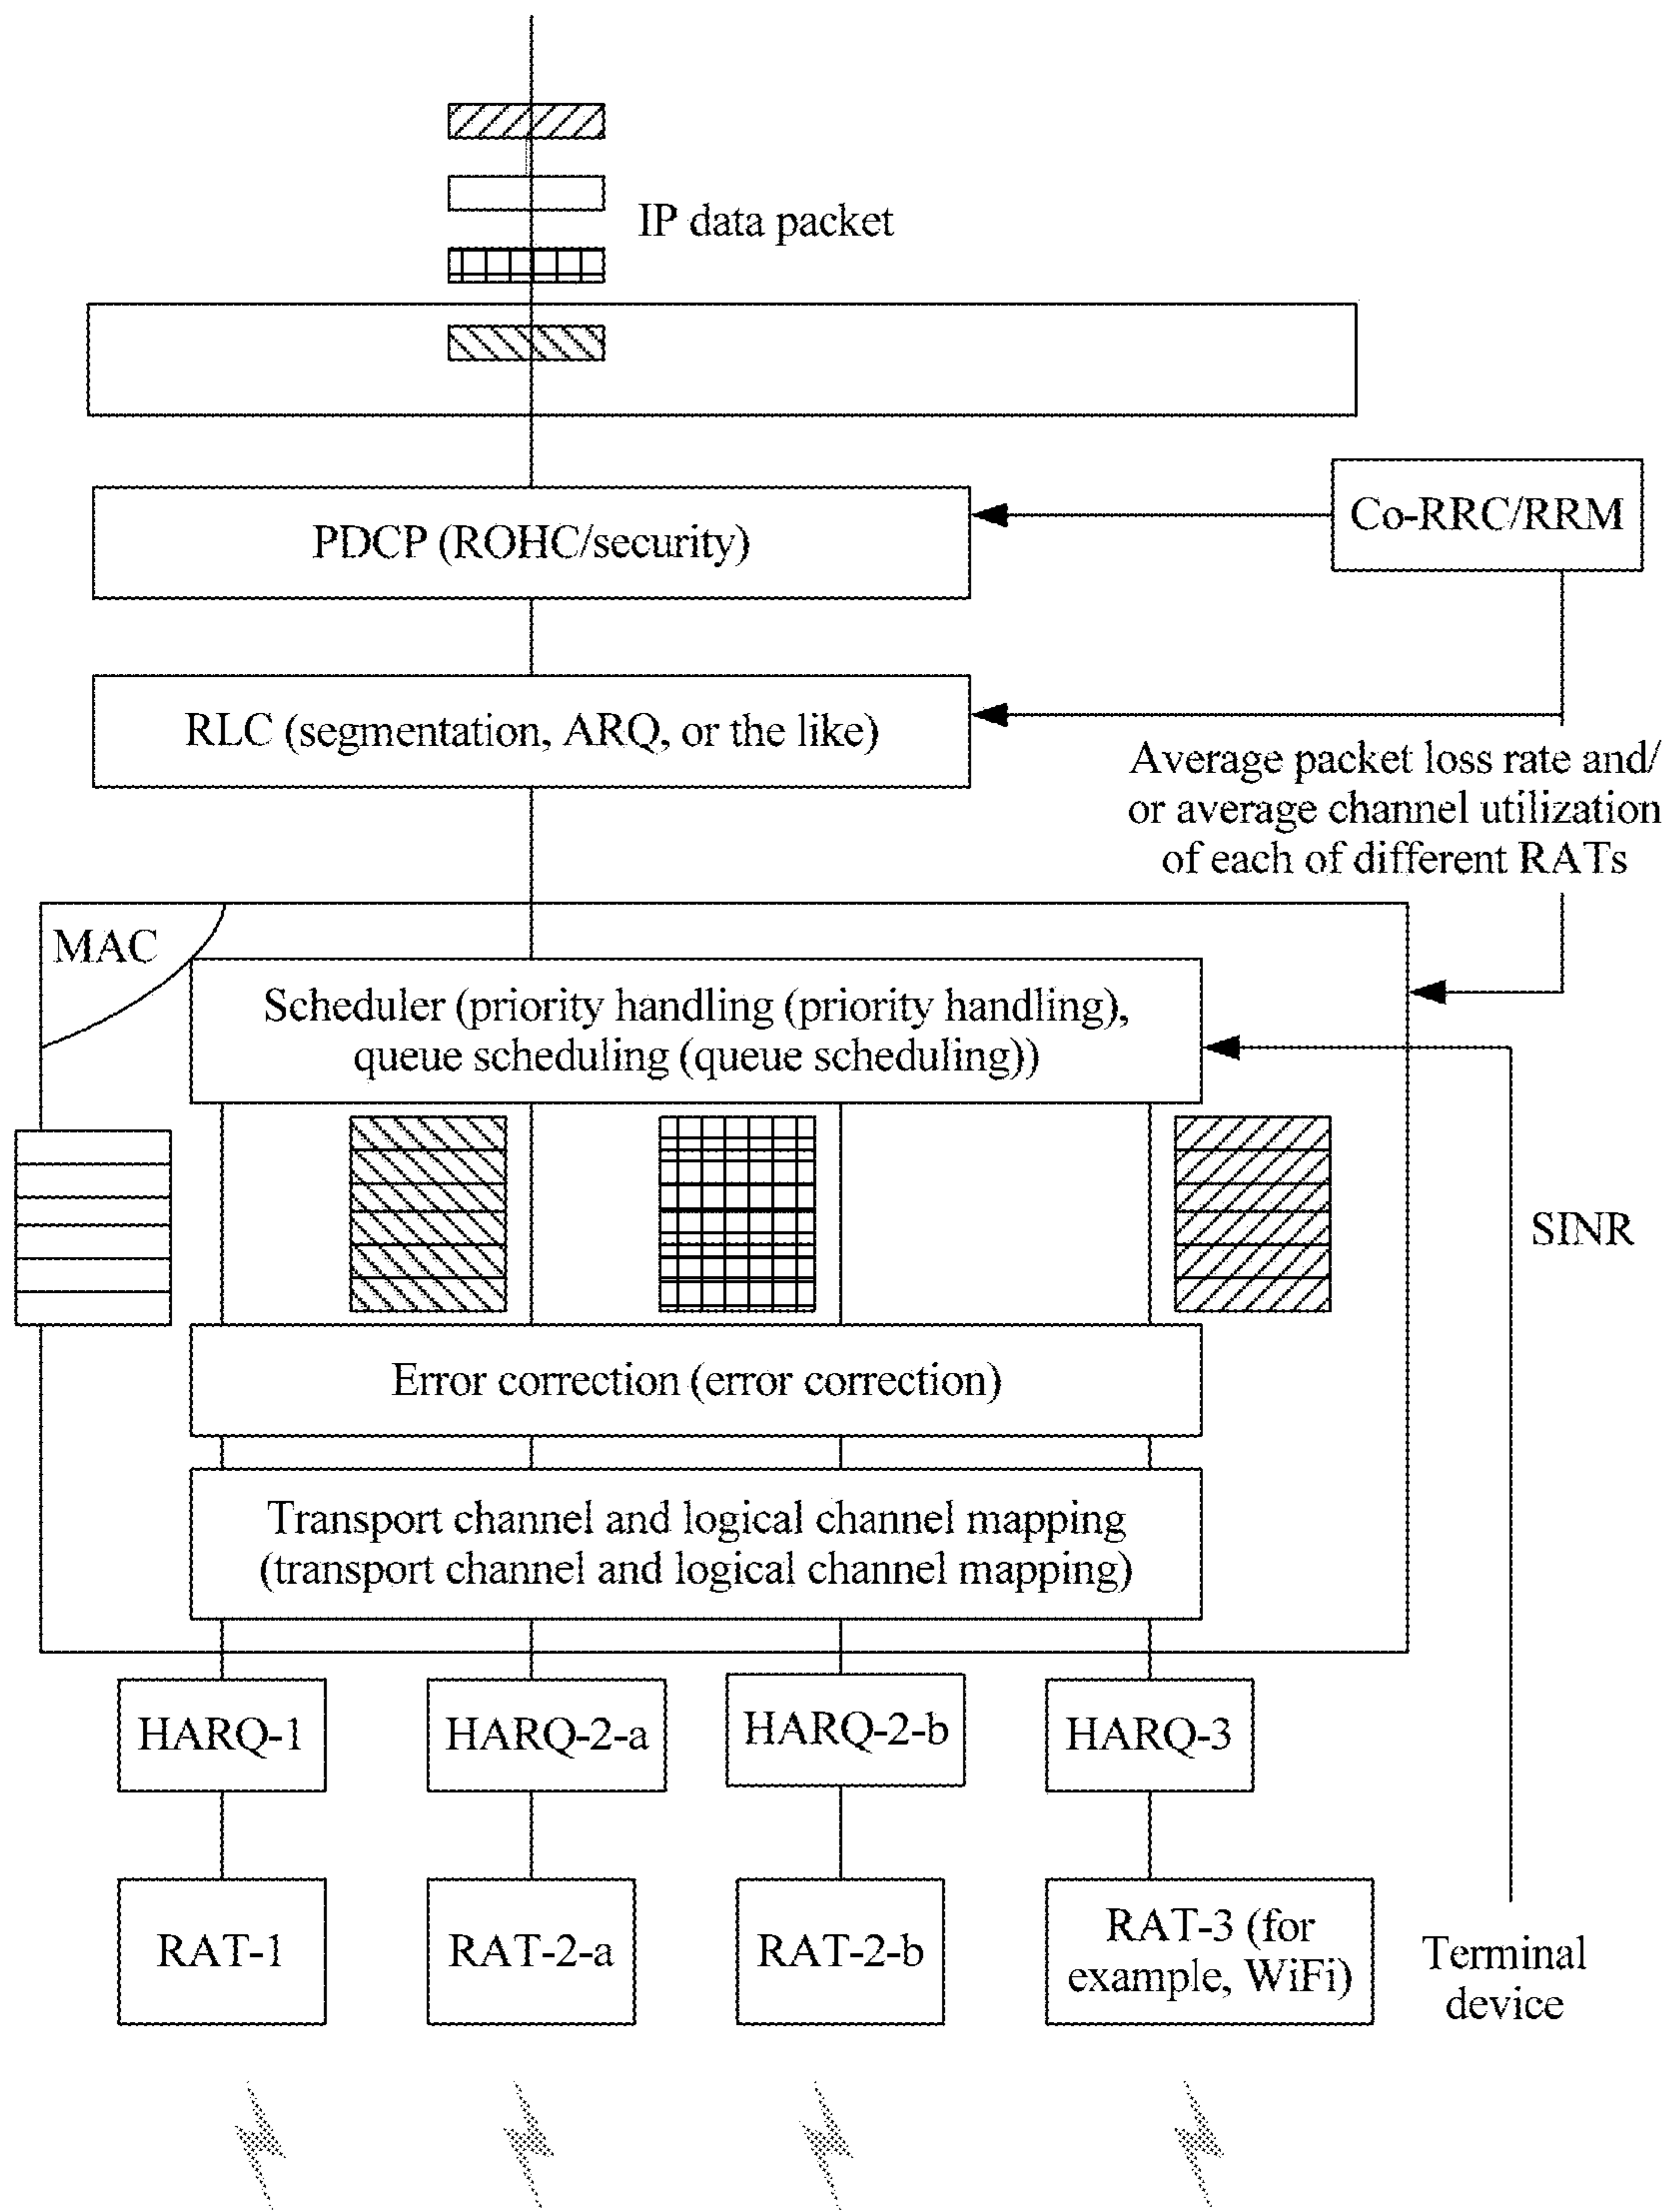 IP data packet
Co-RRC/RRM
PDCP (ROHC/security)
RLC (segmentation, ARQ, or the like)
Average packet loss rate and/
or average channel utilization
of each of different RATs
MAC
Scheduler (priority handling (priority handling),
queue scheduling (queue scheduling))
SINR
Error correction (error correction)
Transport channel and logical channel mapping
(transport channel and logical channel mapping)
HARQ-1
HARQ-2-a
HARQ-2-b
HARQ-3
RAT-1
RAT-2-a
RAT-2-b
RAT-3 (for
example, WiFi)
Terminal
device